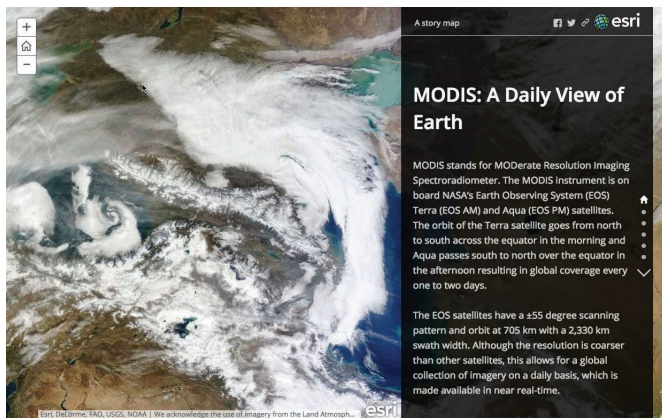 +
−
A story map
esri
MODIS: A Daily View of
Earth
MODIS stands for MODerate Resolution Imaging
Spectroradiometer. The MODIS instrument is on
board NASA's Earth Observing System (EOS)
Terra (EOS AM) and Aqua (EOS PM) satellites.
The orbit of the Terra satellite goes from north
to south across the equator in the morning and
Aqua passes south to north over the equator in
the afternoon resulting in global coverage every
one to two days.
The EOS satellites have a ±55 degree scanning
pattern and orbit at 705 km with a 2,330 km
swath width. Although the resolution is coarser
than other satellites, this allows for a global
collection of imagery on a daily basis, which is
made available in near real-time.
Esri, DeLorme, FAO, USGS, NOAA | We acknowledge the use of imagery from the Land Atmosph...
esri